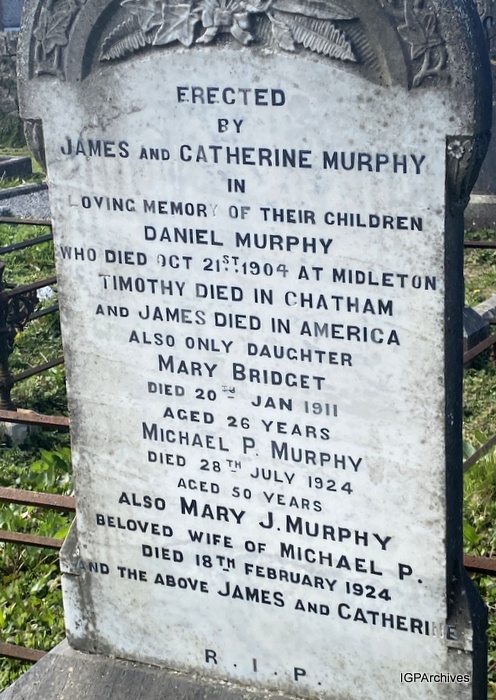 ERECTED
BY
JAMES AND CATHERINE MURPHY
IN
LOVING MEMORY OF THEIR CHILDREN
DANIEL MURPHY
WHO DIED OCT 21ST 1904 AT MIDLETON
TIMOTHY DIED IN CHATHAM
AND JAMES DIED IN AMERICA
ALSO ONLY DAUGHTER
MARY BRIDGET
DIED 20TH JAN 1911
AGED 26 YEARS
MICHAEL P. MURPHY
DIED 28TH JULY 1924
AGED 50 YEARS
ALSO MARY J. MURPHY
BELOVED WIFE OF MICHAEL P.
DIED 18TH FEBRUARY 1924
AND THE ABOVE JAMES AND CATHERINE
R.I.P.
IGPArchives